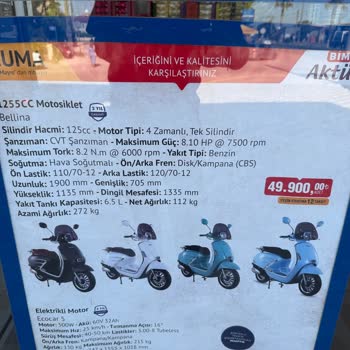 İÇERİĞİNİ VE KALİTESİNİ
KARŞILAŞTIRINIZ
BİM
Aktü
125SCC Motosiklet
Bellina
Silindir Hacmi: 125cc - Motor Tipi: 4 Zamanlı, Tek Silindir
Şanzıman: CVT Şanzıman - Maksimum Güç: 8.10 HP @ 7500 rpm
Maksimum Tork: 8.2 N.m @ 6000 rpm - Yakıt Tipi: Benzin
Soğutma: Hava Soğutmalı - Ön/Arka Fren: Disk/Kampana (CBS)
Ön Lastik: 110/70-12 - Arka Lastik: 120/70-12
Uzunluk: 1900 mm - Genişlik: 705 mm
Yükseklik: 1135 mm - Dingil Mesafesi: 1335 mm
Yakıt Tankı Kapasitesi: 6.5 L - Net Ağırlık: 112 kg
Azami Ağırlık: 272 kg
49.900,00₺
Elektrikli Motor
Ecocar S